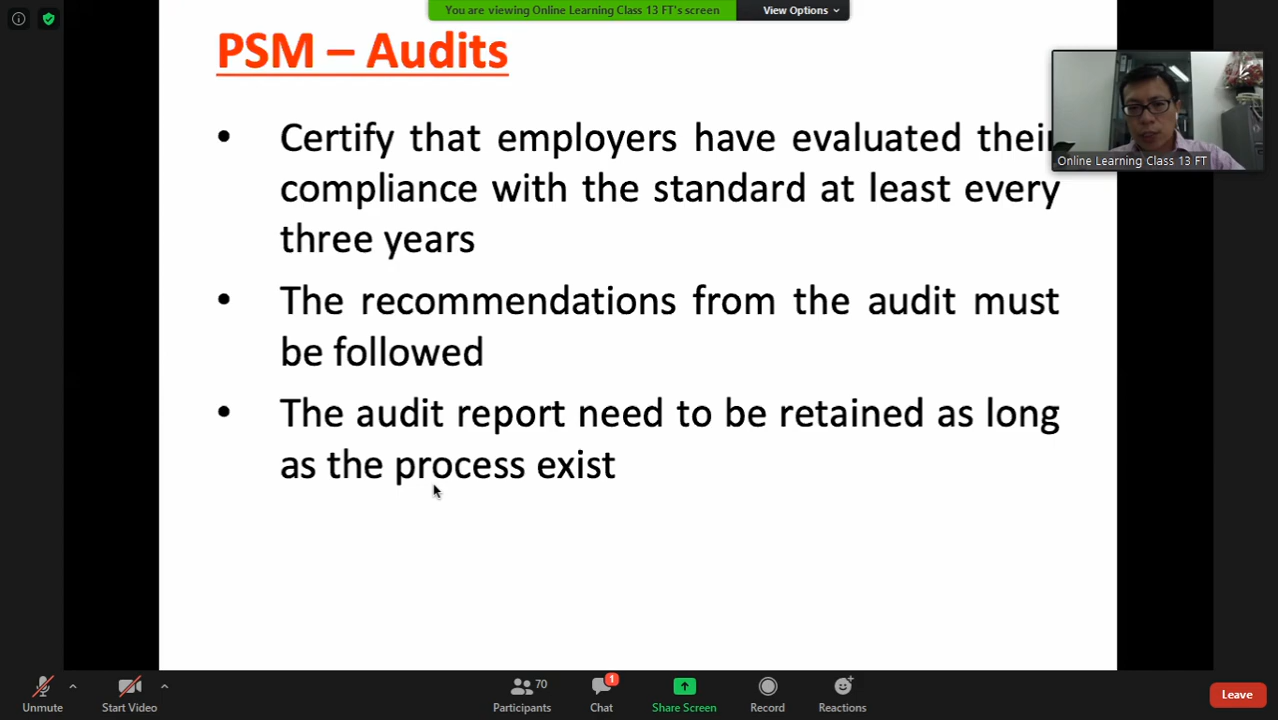 You are viewing Online Learning Class 13 FT's screen
View Options
PSM – Audits
• Certify that employers have evaluated their
compliance with the standard at least every
three years
• The recommendations from the audit must
be followed
• The audit report need to be retained as long
as the process exist
Online Learning Class 13 FT
Unmute
Start Video
Participants
70
Chat
1
Share Screen
Record
Reactions
Leave